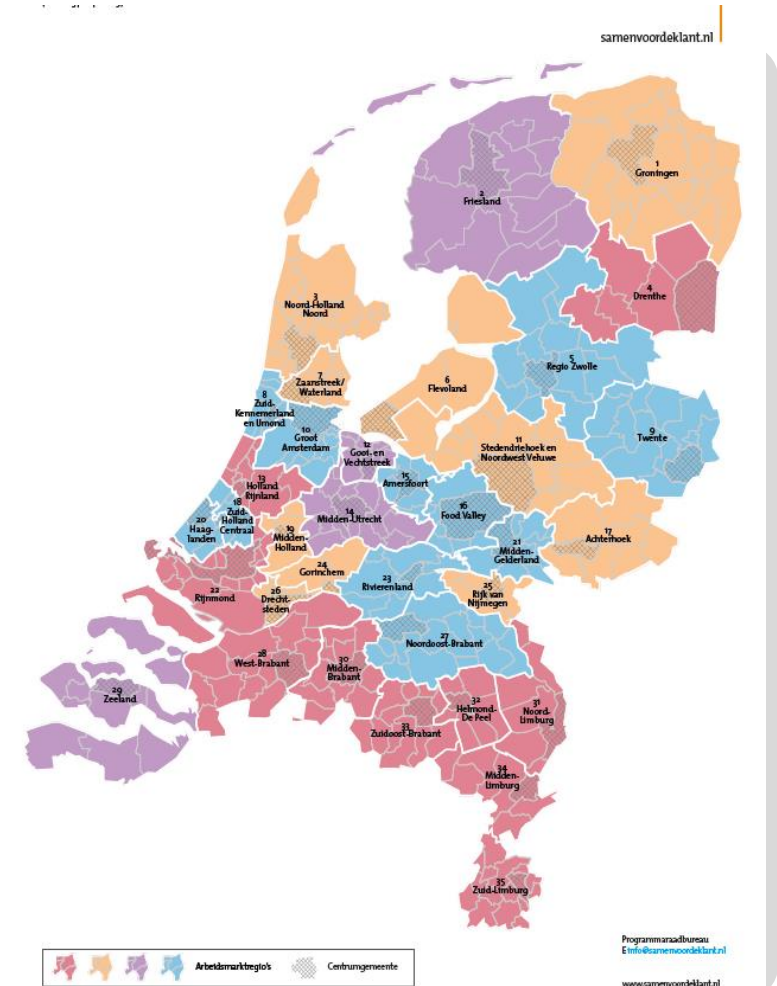 samenvoordeklant.nl
1
Groningen
2
Friesland
3
Noord-Holland
Noord
4
Drenthe
5
Regio Zwolle
6
Flevoland
7
Zaanstreek/
Waterland
8
Zuid-
Kennemerland
en IJmond
9
Twente
10
Groot
Amsterdam
11
Stedendriehoek en
Noordwest Veluwe
12
Gooi- en
Vechtstreek
13
Holland
Rijnland
14
Midden-Utrecht
15
Amersfoort
16
Food Valley
17
Achterhoek
18
Zuid-
Holland
Centraal
19
Midden-
Holland
20
Haag-
landen
21
Midden-
Gelderland
22
Rijnmond
23
Rivierenland
24
Gorinchem
25
Rijk van
Nijmegen
26
Drecht-
steden
27
Noordoost-Brabant
28
West-Brabant
29
Zeeland
30
Midden-
Brabant
31
Noord-
Limburg
32
Helmond-
De Peel
33
Zuidoost-Brabant
34
Midden-
Limburg
35
Zuid-Limburg
Arbeidsmarktregio's
Centrumgemeente
Programmaraadbureau
E info@samenvoordeklant.nl
www.samenvoordeklant.nl